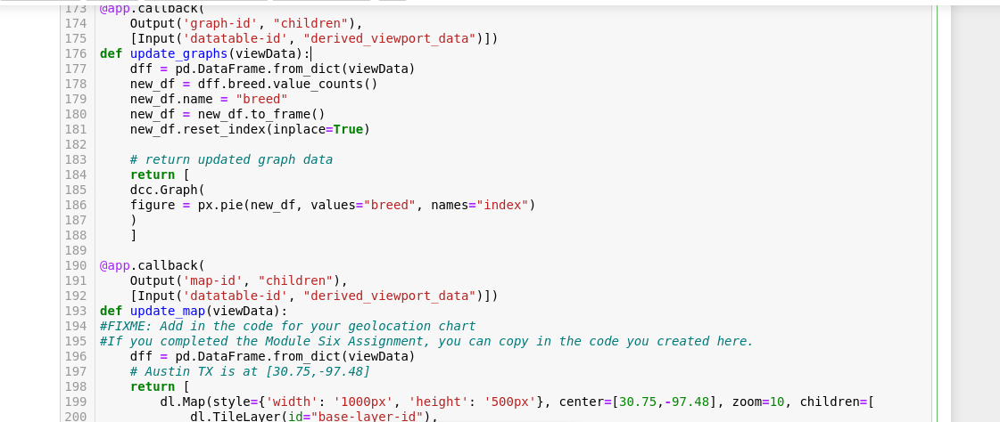 173 @app.callback(
174     Output('graph-id', "children"),
175     [Input('datatable-id', "derived_viewport_data")])
176 def update_graphs(viewData):
177     dff = pd.DataFrame.from_dict(viewData)
178     new_df = dff.breed.value_counts()
179     new_df.name = "breed"
180     new_df = new_df.to_frame()
181     new_df.reset_index(inplace=True)
182
183     # return updated graph data
184     return [
185     dcc.Graph(
186     figure = px.pie(new_df, values="breed", names="index")
187     )
188     ]
189
190 @app.callback(
191     Output('map-id', "children"),
192     [Input('datatable-id', "derived_viewport_data")])
193 def update_map(viewData):
194 #FIXME: Add in the code for your geolocation chart
195 #If you completed the Module Six Assignment, you can copy in the code you created here.
196     dff = pd.DataFrame.from_dict(viewData)
197     # Austin TX is at [30.75,-97.48]
198     return [
199         dl.Map(style={'width': '1000px', 'height': '500px'}, center=[30.75,-97.48], zoom=10, children=[
200             dl.TileLayer(id="base-layer-id"),